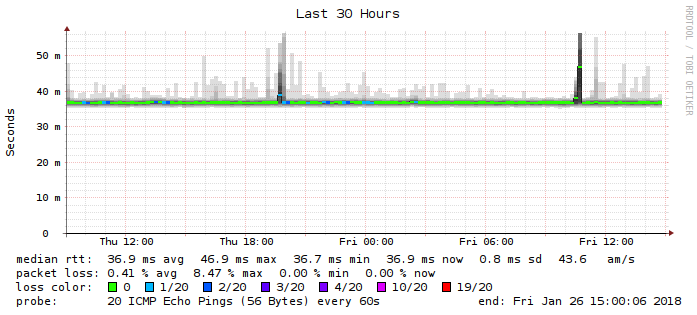 Last 30 Hours
RRDTOOL / TOBI OETIKER
Seconds
50 m
40 m
30 m
20 m
10 m
0
Thu 12:00 Thu 18:00 Fri 00:00 Fri 06:00 Fri 12:00
median rtt: 36.9 ms avg 46.9 ms max 36.7 ms min 36.9 ms now 0.8 ms sd 43.6 am/s
packet loss: 0.41 % avg 8.47 % max 0.00 % min 0.00 % now
loss color: 0 1/20 2/20 3/20 4/20 10/20 19/20
probe: 20 ICMP Echo Pings (56 Bytes) every 60s end: Fri Jan 26 15:00:06 2018